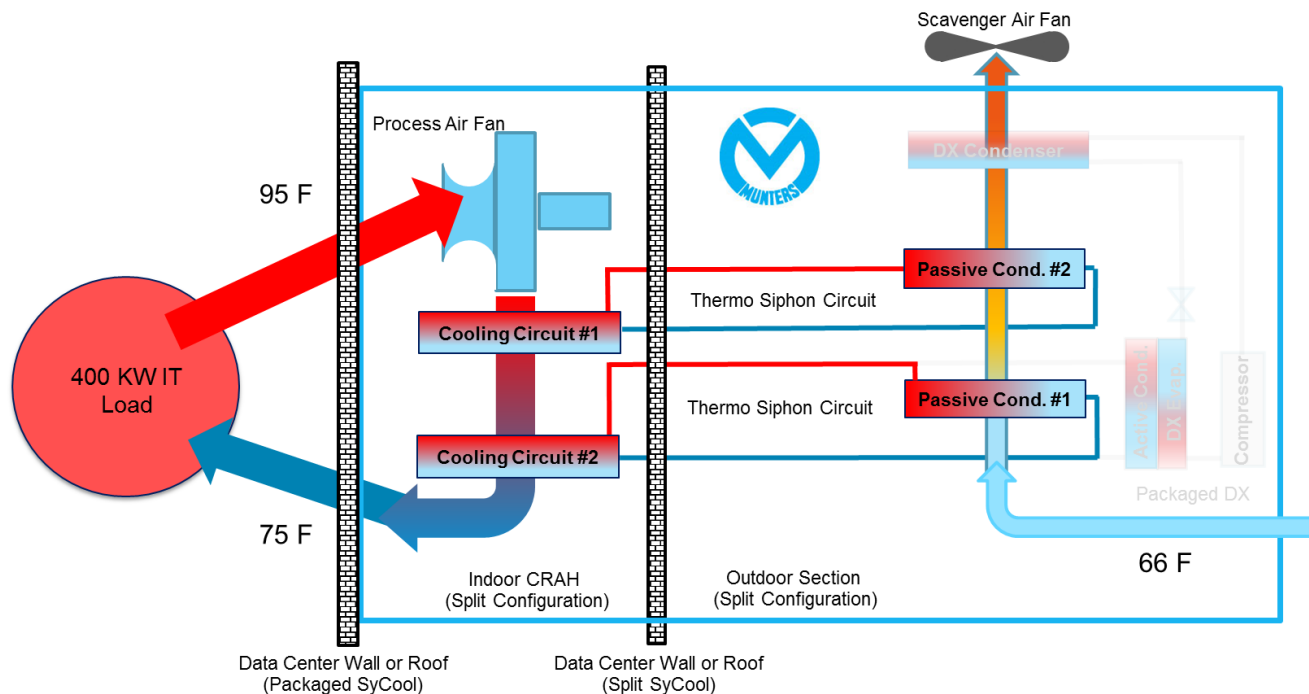 Scavenger Air Fan
Process Air Fan
MUNTERS
DX Condenser
95 F
Passive Cond. #2
Thermo Siphon Circuit
Cooling Circuit #1
400 KW IT
Load
Passive Cond. #1
Thermo Siphon Circuit
Active Cond.
DX Evap.
Compressor
Cooling Circuit #2
Packaged DX
75 F
66 F
Indoor CRAH
(Split Configuration)
Outdoor Section
(Split Configuration)
Data Center Wall or Roof
(Packaged SyCool)
Data Center Wall or Roof
(Split SyCool)